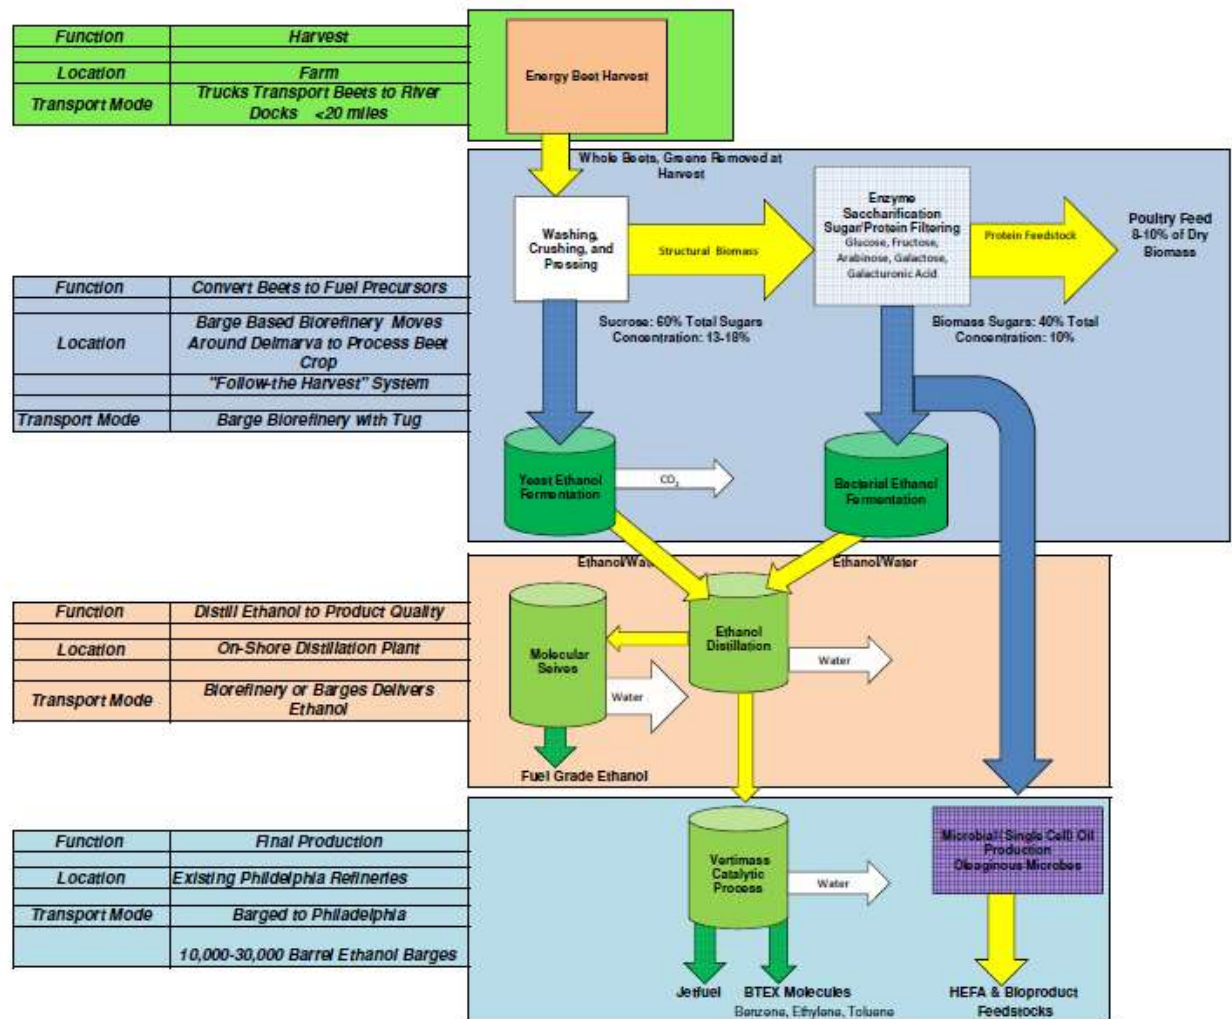 Function Harvest
Location Farm
Transport Mode Trucks Transport Beets to River
Docks <20 miles
Energy Beet Harvest
Whole Beets, Greens Removed at
Harvest
Washing,
Crushing, and
Pressing
Structural Biomass
Enzyme
Saccharification
Sugar/Protein Filtering
Glucose, Fructose,
Arabinose, Galactose,
Galacturonic Acid
Protein Feedstock
Poultry Feed
8-10% of Dry
Biomass
Function Convert Beets to Fuel Precursors
Location Barge Based Biorefinery Moves
Around Delmarva to Process Beet
Crop
"Follow-the Harvest" System
Transport Mode Barge Biorefinery with Tug
Sucrose: 60% Total Sugars
Concentration: 13-18%
Biomass Sugars: 40% Total
Concentration: 10%
Yeast Ethanol
Fermentation
CO2
Bacterial Ethanol
Fermentation
Function Distill Ethanol to Product Quality
Location On-Shore Distillation Plant
Transport Mode Biorefinery or Barges Delivers
Ethanol
Ethanol/Wate
Ethanol/Water
Molecular
Seives
Ethanol
Distillation
Water
Water
Fuel Grade Ethanol
Function Final Production
Location Existing Phildelphia Refineries
Transport Mode Barged to Philadelphia
10,000-30,000 Barrel Ethanol Barges
Vertimass
Catalytic
Process
Water
Microbial (Single Cell) Oil
Production
Oleaginous Microbes
Jetfuel
BTEX Molecules
Benzene, Ethylene, Toluene
HEFA & Bioproduct
Feedstocks